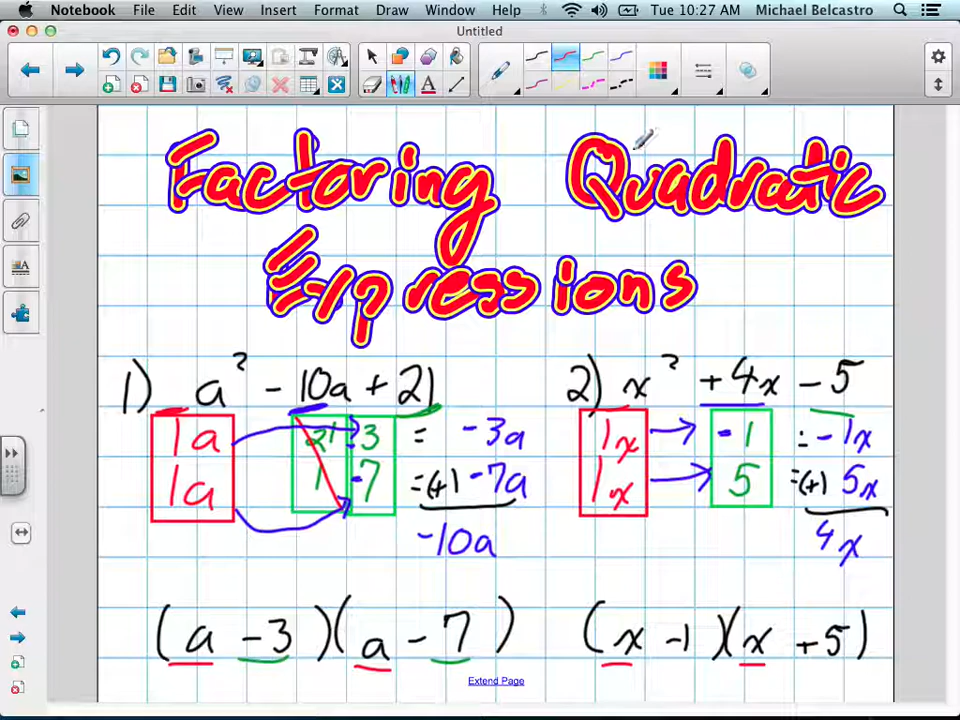 Notebook File Edit View Insert Format Draw Window Help Tue 10:27 AM Michael Belcastro
Untitled
Factoring Quadratic
Expressions
1) a² - 10a + 21
2) x² + 4x - 5
1a 21 -3 = -3a
1a 1 -7 = (+) -7a
-10a
1x -1 = -1x
1x 5 = (+) 5x
4x
(a - 3)(a - 7)
(x - 1)(x + 5)
Extend Page